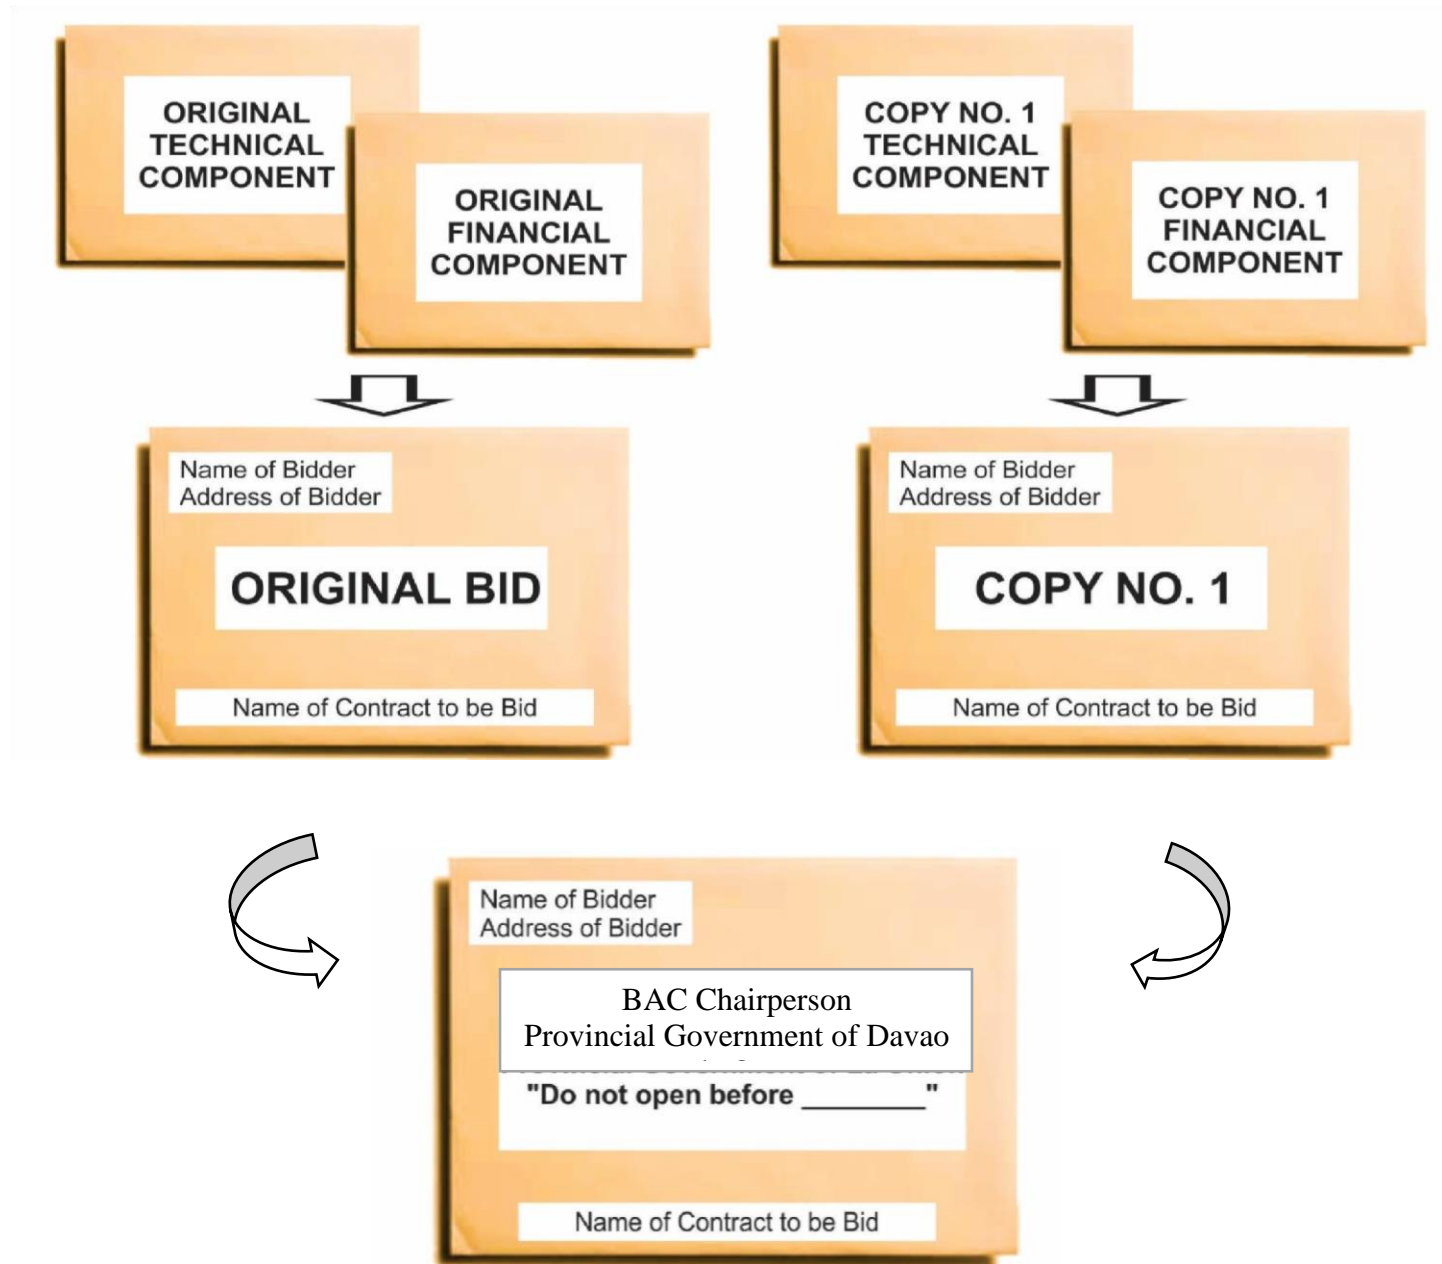 ORIGINAL
TECHNICAL
COMPONENT
ORIGINAL
FINANCIAL
COMPONENT
COPY NO. 1
TECHNICAL
COMPONENT
COPY NO. 1
FINANCIAL
COMPONENT
Name of Bidder
Address of Bidder
ORIGINAL BID
Name of Contract to be Bid
Name of Bidder
Address of Bidder
COPY NO. 1
Name of Contract to be Bid
Name of Bidder
Address of Bidder
BAC Chairperson
Provincial Government of Davao
"Do not open before ________"
Name of Contract to be Bid